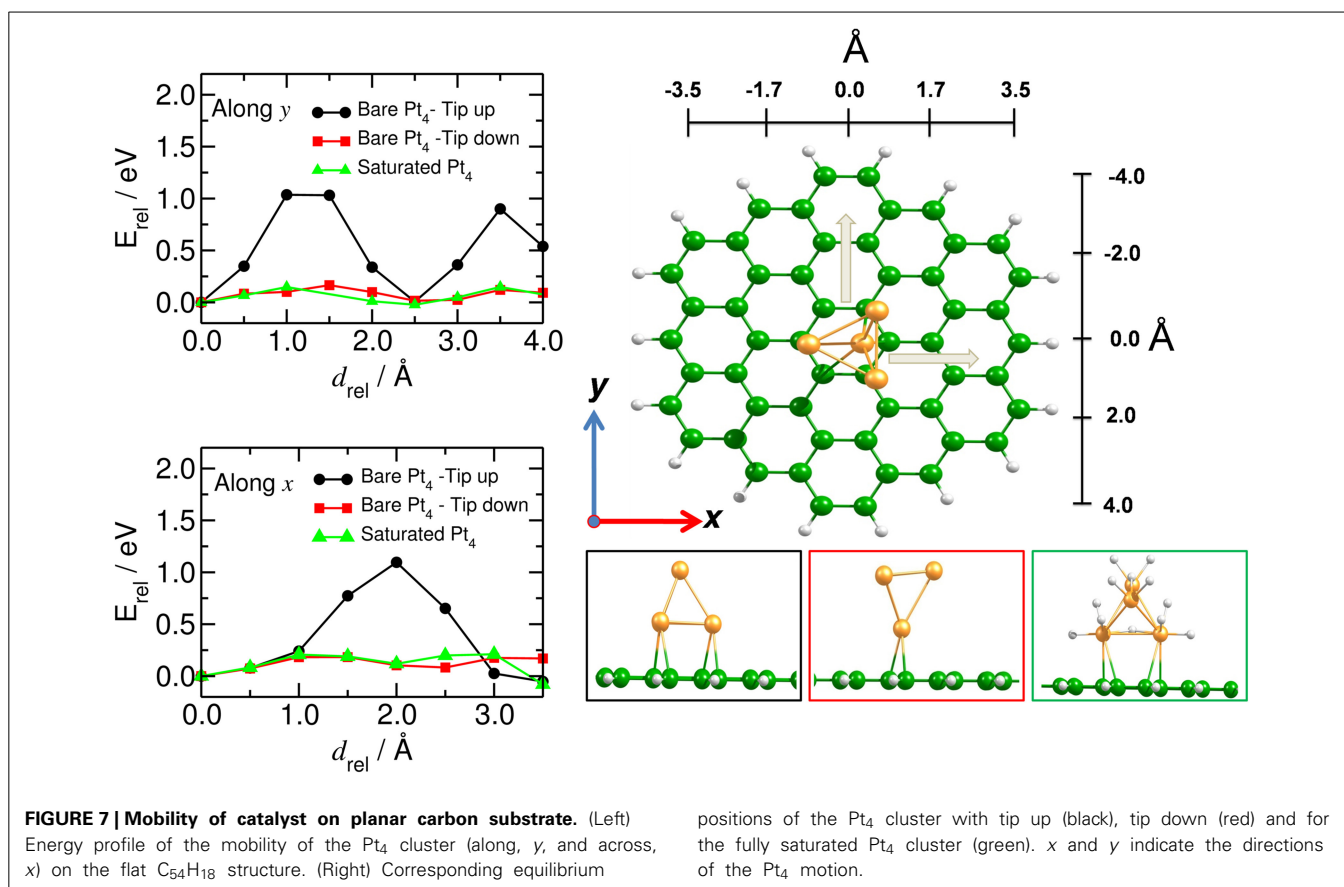 2.0
1.5
1.0
0.5
0.0
E_rel / eV
Along y
Bare Pt₄- Tip up
Bare Pt₄ -Tip down
Saturated Pt₄
0.0 1.0 2.0 3.0 4.0
d_rel / Å
2.0
1.5
1.0
0.5
0.0
E_rel / eV
Along x
Bare Pt₄ -Tip up
Bare Pt₄ - Tip down
Saturated Pt₄
0.0 1.0 2.0 3.0
d_rel / Å
Å
-3.5 -1.7 0.0 1.7 3.5
-4.0
-2.0
0.0 Å
2.0
4.0
y
x
FIGURE 7 | Mobility of catalyst on planar carbon substrate. (Left)
Energy profile of the mobility of the Pt₄ cluster (along, y, and across,
x) on the flat C₅₄H₁₈ structure. (Right) Corresponding equilibrium
positions of the Pt₄ cluster with tip up (black), tip down (red) and for
the fully saturated Pt₄ cluster (green). x and y indicate the directions
of the Pt₄ motion.